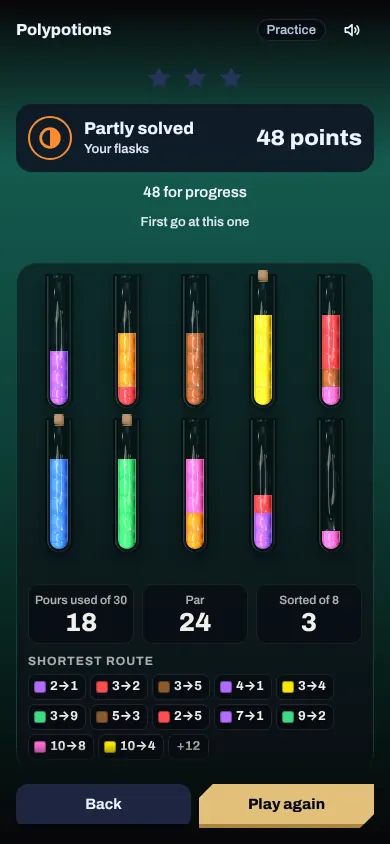 Polypotions
Practice
Partly solved
Your flasks
48 points
48 for progress
First go at this one
Pours used of 30
18
Par
24
Sorted of 8
3
SHORTEST ROUTE
2→1 3→2 3→5 4→1 3→4
3→9 5→3 2→5 7→1 9→2
10→8 10→4 +12
Back
Play again